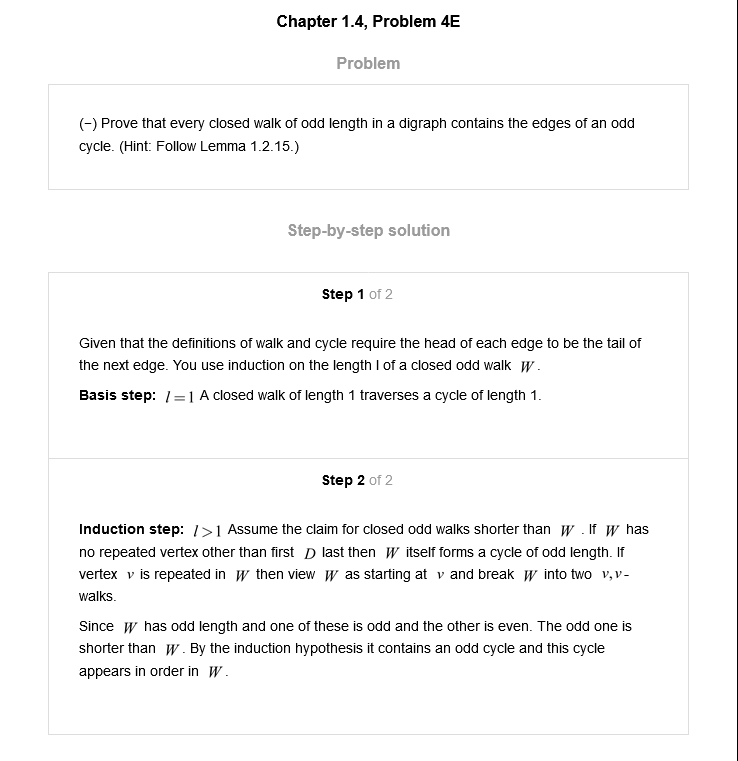 Chapter 1.4, Problem 4E
Problem
(−) Prove that every closed walk of odd length in a digraph contains the edges of an odd
cycle. (Hint: Follow Lemma 1.2.15.)
Step-by-step solution
Step 1 of 2
Given that the definitions of walk and cycle require the head of each edge to be the tail of
the next edge. You use induction on the length l of a closed odd walk W.
Basis step: l=1 A closed walk of length 1 traverses a cycle of length 1.
Step 2 of 2
Induction step: l>1 Assume the claim for closed odd walks shorter than W. If W has
no repeated vertex other than first D last then W itself forms a cycle of odd length. If
vertex v is repeated in W then view W as starting at v and break W into two v,v-
walks.
Since W has odd length and one of these is odd and the other is even. The odd one is
shorter than W. By the induction hypothesis it contains an odd cycle and this cycle
appears in order in W.